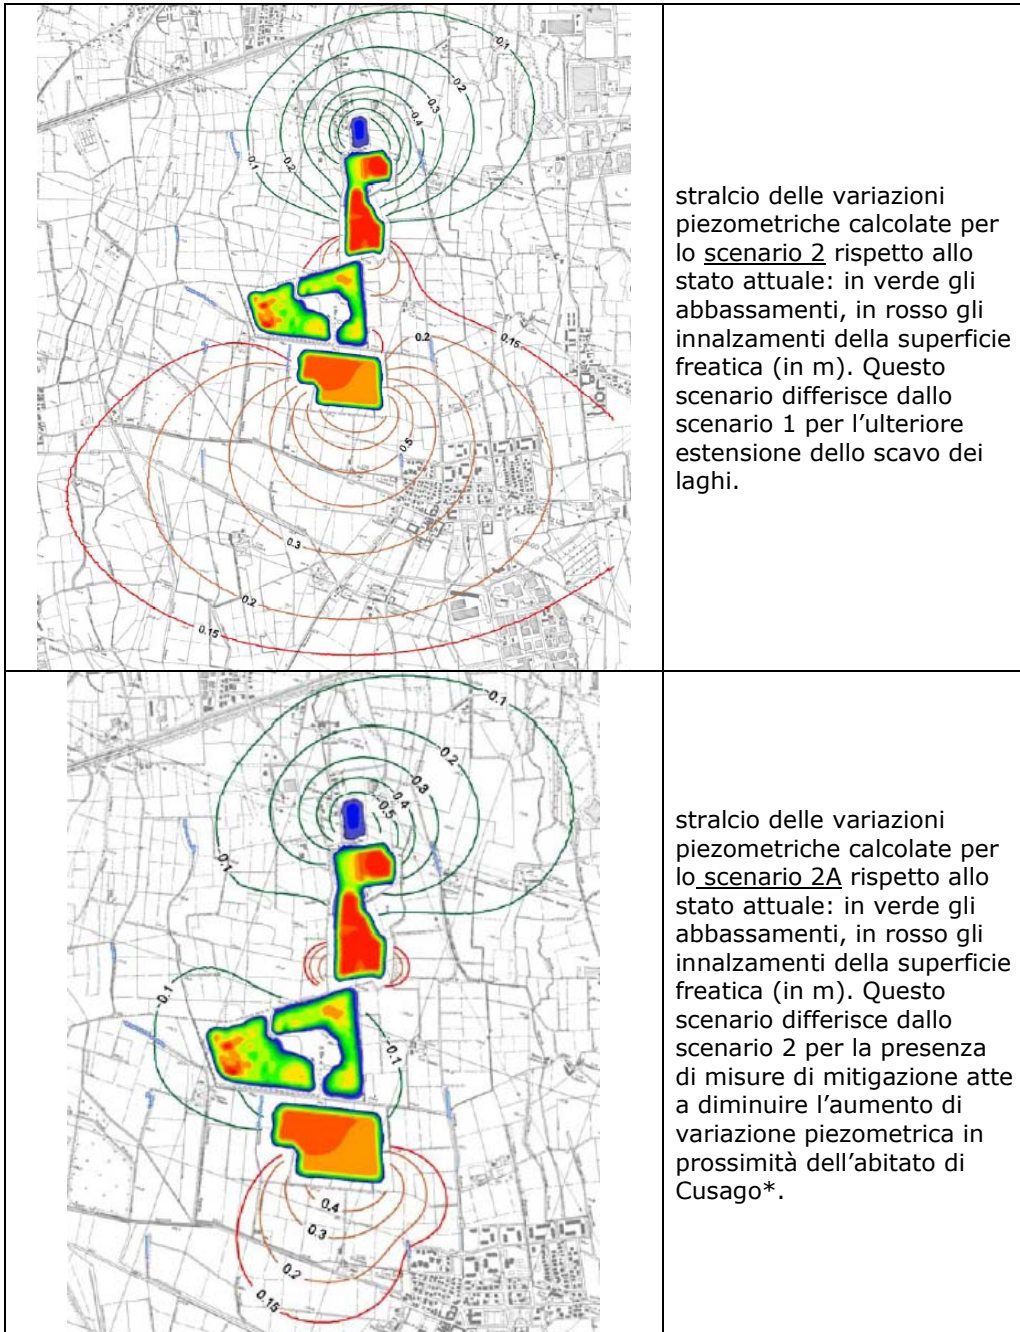 -0.1
-0.2
-0.3
-0.4
-0.1
-0.2
0.2
0.15
0.5
0.3
0.2
0.15
stralcio delle variazioni
piezometriche calcolate per
lo scenario 2 rispetto allo
stato attuale: in verde gli
abbassamenti, in rosso gli
innalzamenti della superficie
freatica (in m). Questo
scenario differisce dallo
scenario 1 per l'ulteriore
estensione dello scavo dei
laghi.
-0.1
-0.2
-0.3
-0.4
-0.5
-0.1
-0.1
-0.1
0.4
0.3
0.2
0.15
stralcio delle variazioni
piezometriche calcolate per
lo scenario 2A rispetto allo
stato attuale: in verde gli
abbassamenti, in rosso gli
innalzamenti della superficie
freatica (in m). Questo
scenario differisce dallo
scenario 2 per la presenza
di misure di mitigazione atte
a diminuire l'aumento di
variazione piezometrica in
prossimità dell'abitato di
Cusago*.